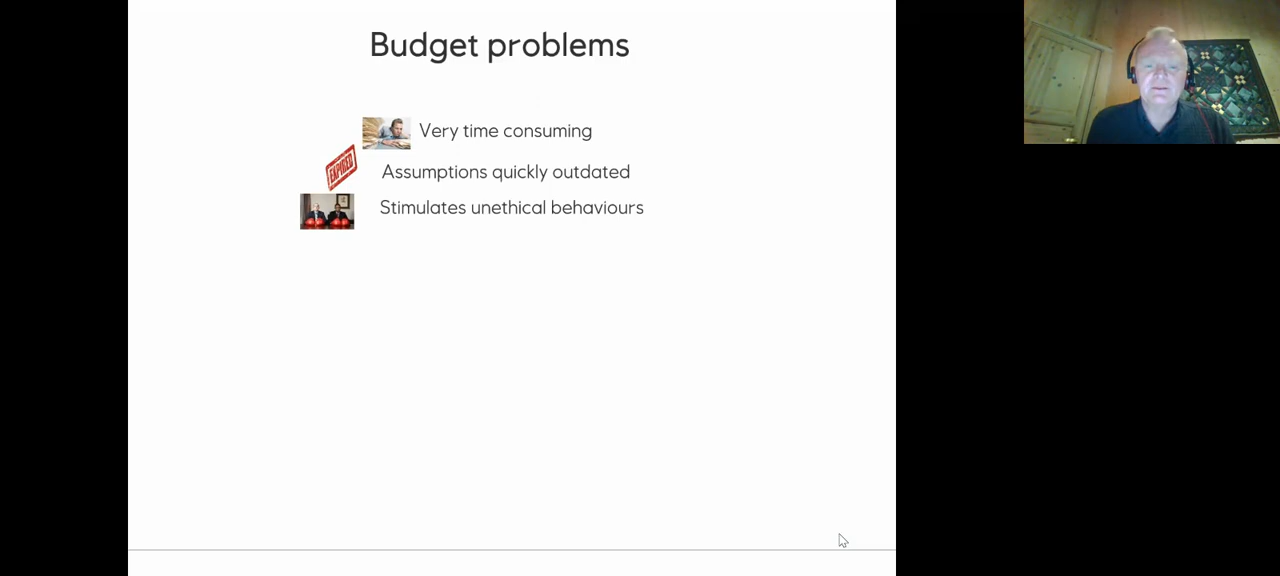 Budget problems
Very time consuming
EXPIRED
Assumptions quickly outdated
Stimulates unethical behaviours